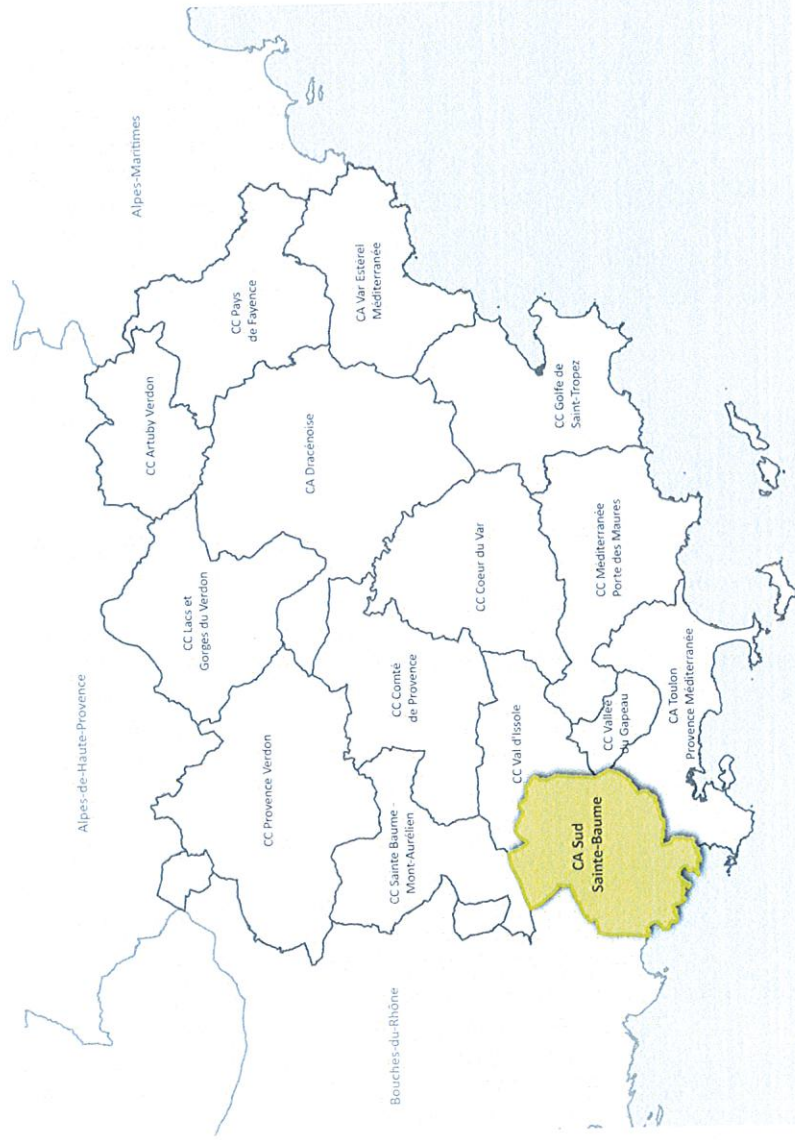 Alpes-de-Haute-Provence
Alpes-Maritimes
CC Artuby Verdon
CC Pays
de Fayence
CC Lacs et
Gorges du Verdon
CC Provence Verdon
CA Dracénoise
CA Var Estérel
Méditerranée
CC Comté
de Provence
CC Sainte Baume -
Mont-Aurélien
Bouches-du-Rhône
CC Coeur du Var
CC Golfe de
Saint-Tropez
CC Val d'Issole
CC Méditerranée
Porte des Maures
CC Vallée
du Gapeau
CA Sud
Sainte-Baume
CA Toulon
Provence Méditerranée